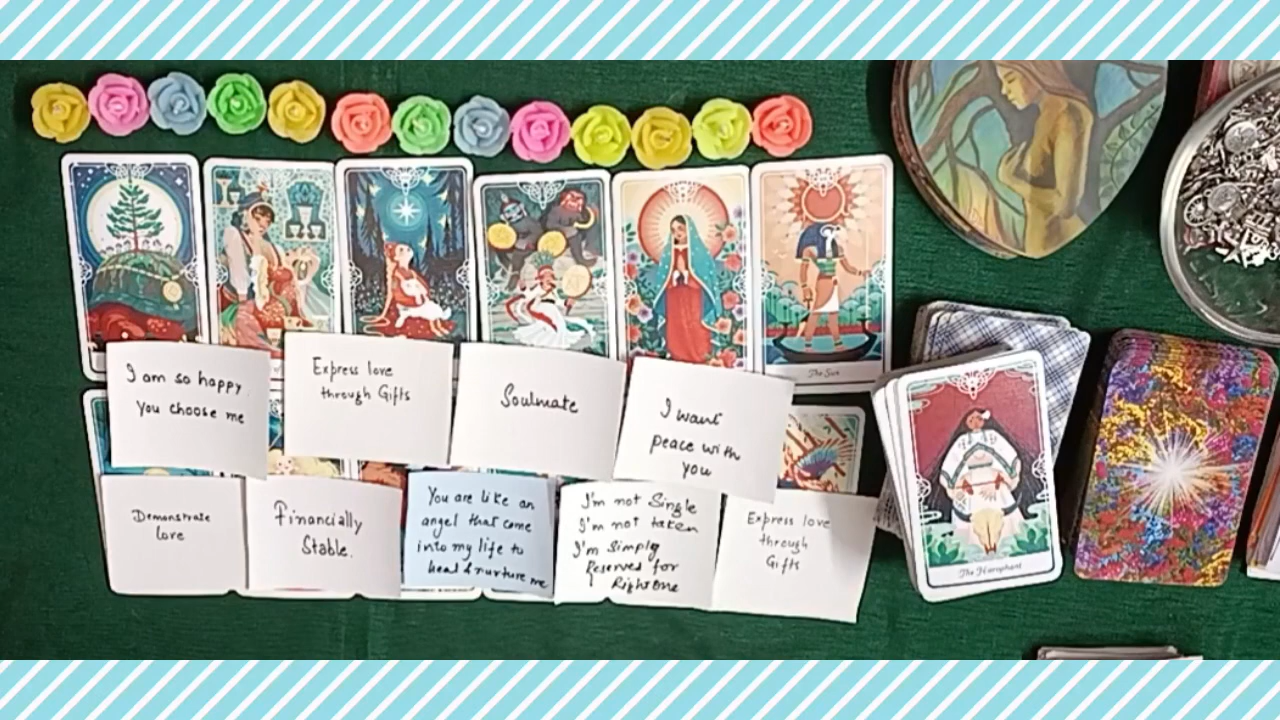 The Sun
I am so happy
you choose me
Express love
through Gifts
Soulmate
I want
peace with
you
The Hierophant
Demonstrate
love
Financially
Stable.
You are like an
angel that come
into my life to
heal & nurture me
I'm not Single
I'm not taken
I'm Simply
Reserved for
Right One
Express love
through
Gifts